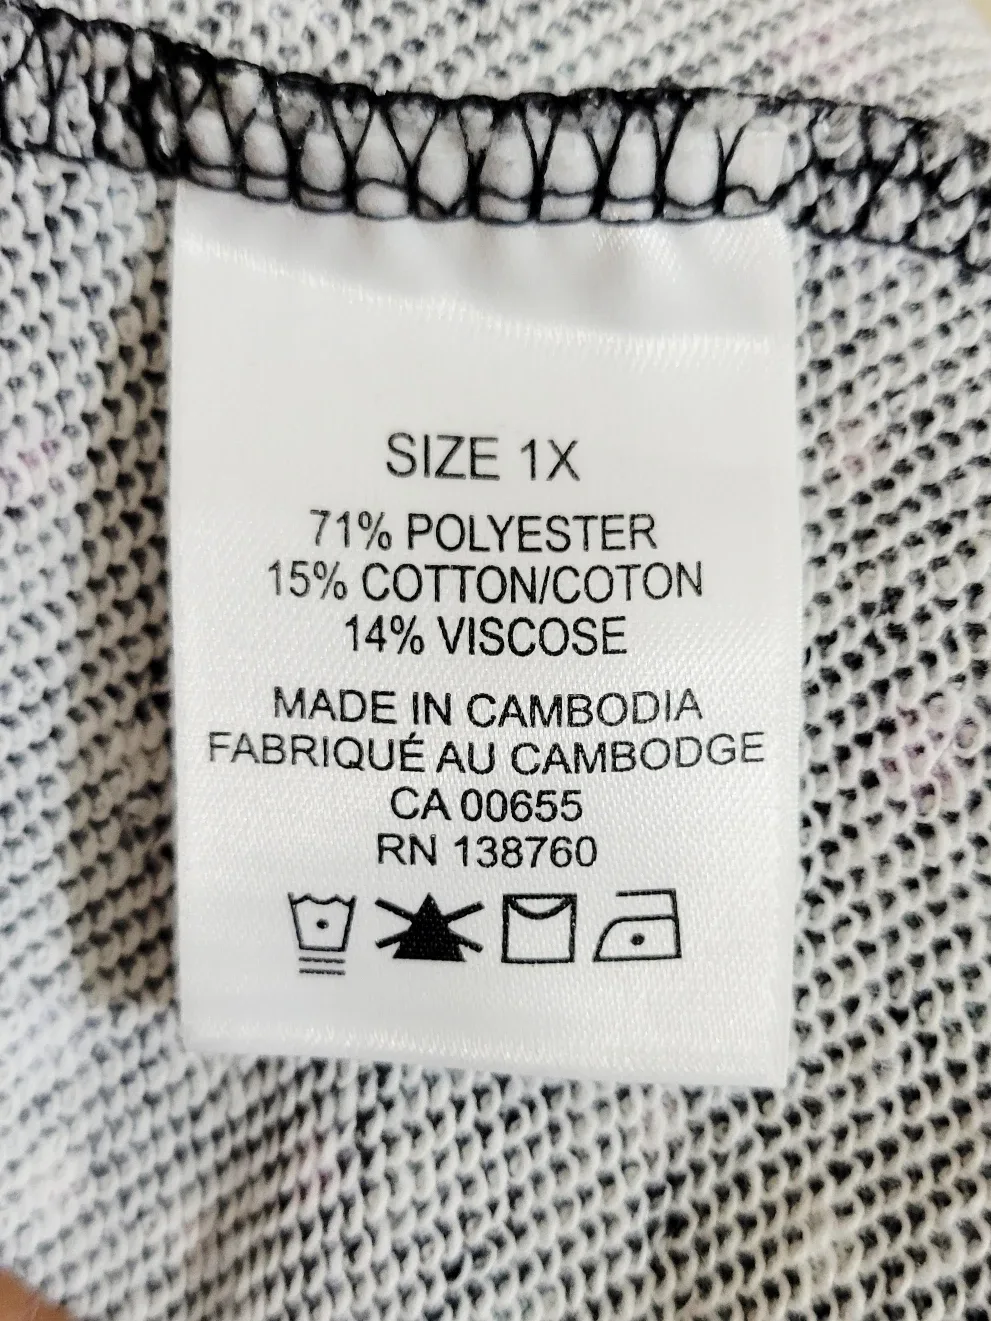 SIZE 1X
71% POLYESTER
15% COTTON/COTON
14% VISCOSE
MADE IN CAMBODIA
FABRIQUÉ AU CAMBODGE
CA 00655
RN 138760